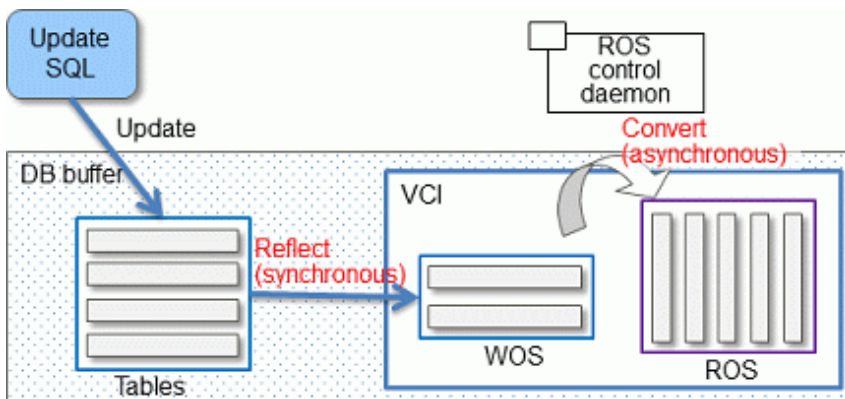 Update
SQL
ROS
control
daemon
Update
Convert
(asynchronous)
DB buffer
VCI
Reflect
(synchronous)
WOS
ROS
Tables